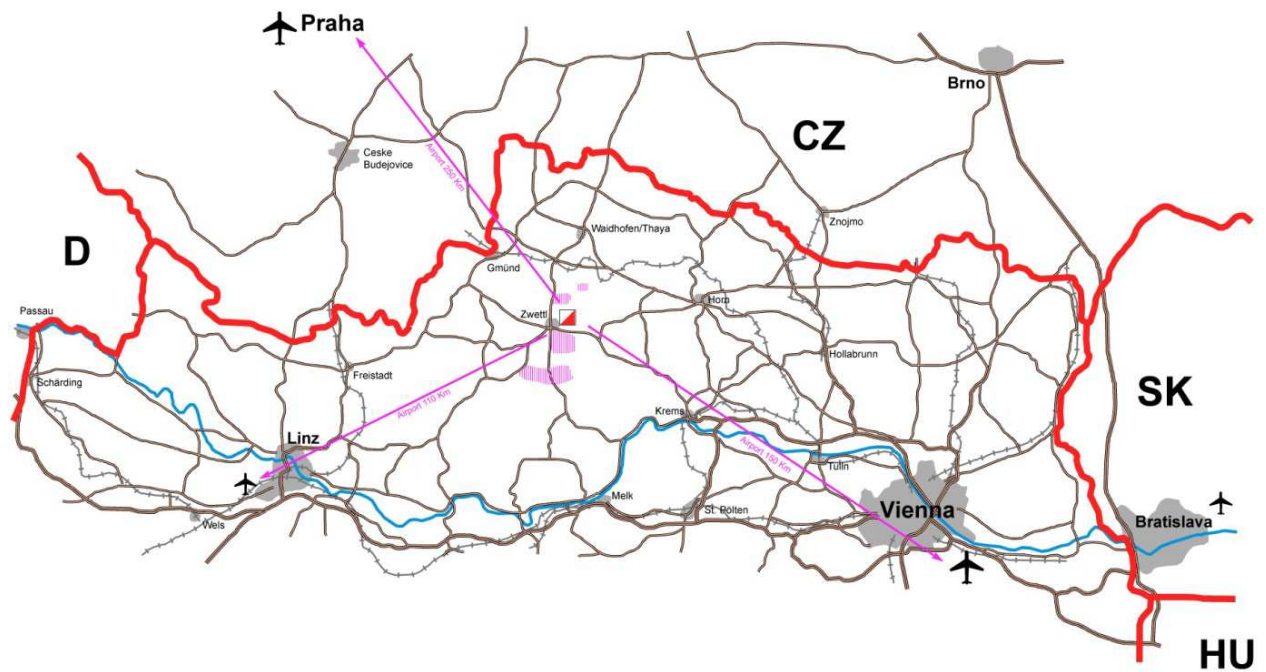 Praha
Brno
CZ
Ceske
Budejovice
Airport 250 Km
Znojmo
Waidhofen/Thaya
D
Gmünd
Horn
Passau
Zwettl
Hollabrunn
Schärding
Freistadt
SK
Airport 110 Km
Krems
Linz
Airport 150 Km
Tulln
Melk
St. Pölten
Vienna
Wels
Bratislava
HU